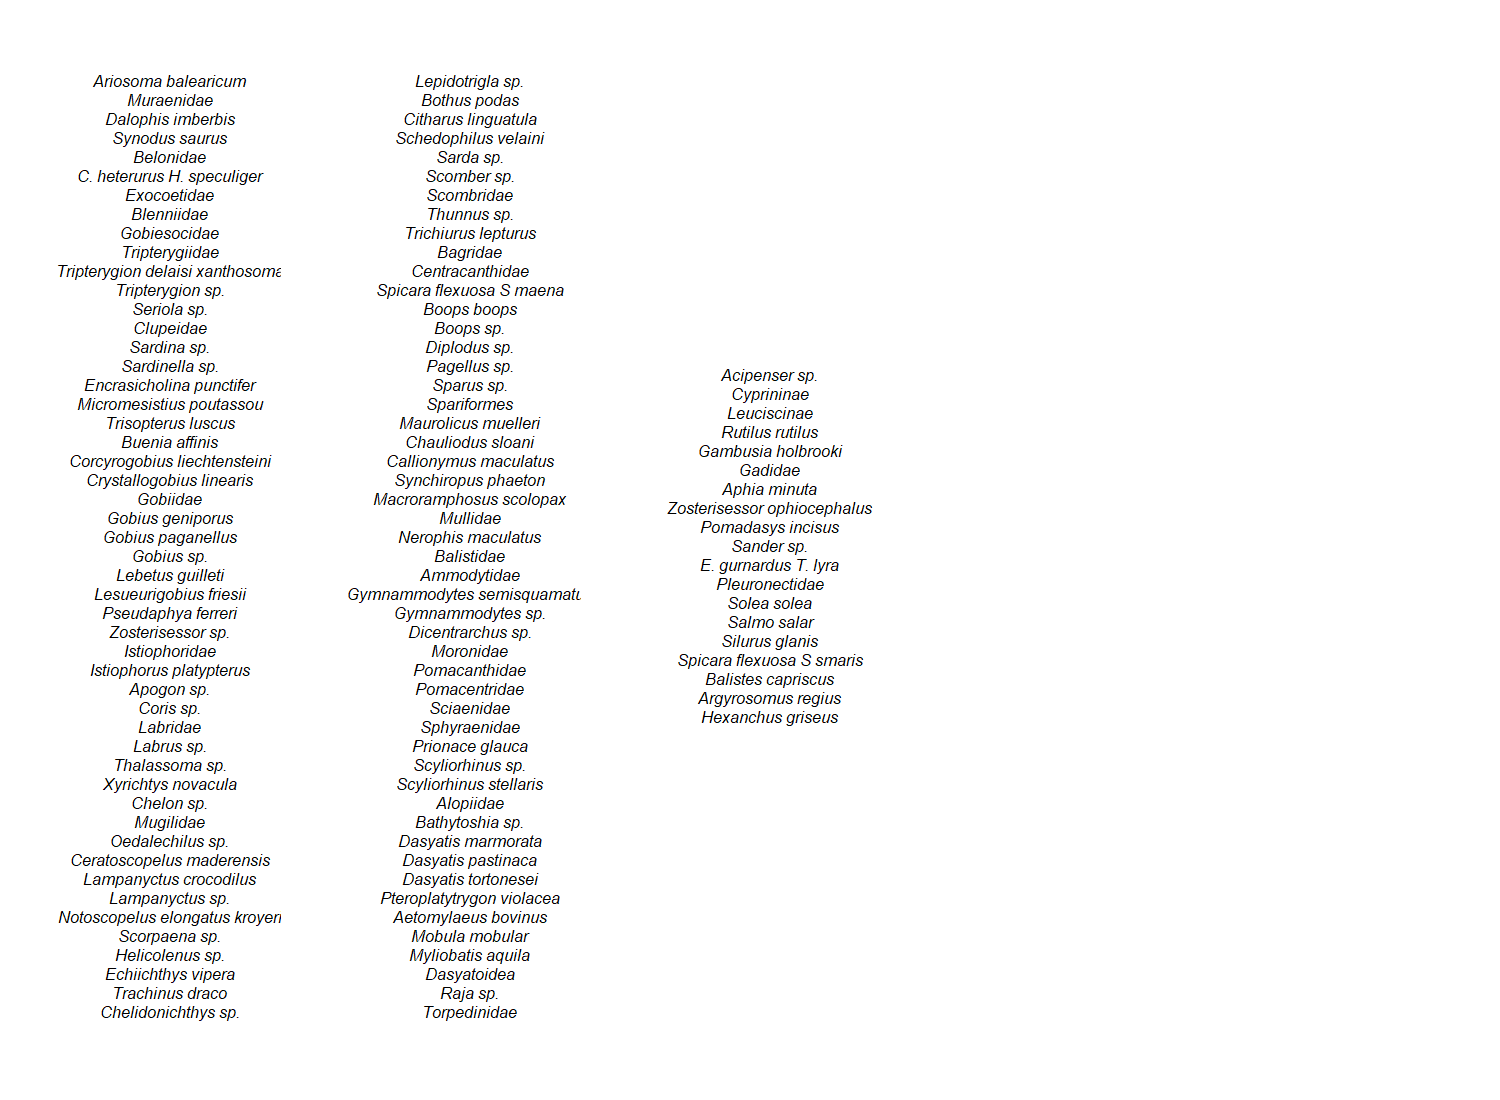 Ariosoma balearicum
Muraenidae
Dalophis imberbis
Synodus saurus
Belonidae
C. heterurus H. speculiger
Exocoetidae
Blenniidae
Gobiesocidae
Tripterygiidae
Tripterygion delaisi xanthosoma
Tripterygion sp.
Seriola sp.
Clupeidae
Sardina sp.
Sardinella sp.
Encrasicholina punctifer
Micromesistius poutassou
Trisopterus luscus
Buenia affinis
Corcyrogobius liechtensteini
Crystallogobius linearis
Gobiidae
Gobius geniporus
Gobius paganellus
Gobius sp.
Lebetus guilleti
Lesueurigobius friesii
Pseudaphya ferreri
Zosterisessor sp.
Istiophoridae
Istiophorus platypterus
Apogon sp.
Coris sp.
Labridae
Labrus sp.
Thalassoma sp.
Xyrichtys novacula
Chelon sp.
Mugilidae
Oedalechilus sp.
Ceratoscopelus maderensis
Lampanyctus crocodilus
Lampanyctus sp.
Notoscopelus elongatus kroyen
Scorpaena sp.
Helicolenus sp.
Echiichthys vipera
Trachinus draco
Chelidonichthys sp.
Lepidotrigla sp.
Bothus podas
Citharus linguatula
Schedophilus velaini
Sarda sp.
Scomber sp.
Scombridae
Thunnus sp.
Trichiurus lepturus
Bagridae
Centracanthidae
Spicara flexuosa S maena
Boops boops
Boops sp.
Diplodus sp.
Pagellus sp.
Sparus sp.
Spariformes
Maurolicus muelleri
Chauliodus sloani
Callionymus maculatus
Synchiropus phaeton
Macroramphosus scolopax
Mullidae
Nerophis maculatus
Balistidae
Ammodytidae
Gymnammodytes semisquamatu
Gymnammodytes sp.
Dicentrarchus sp.
Moronidae
Pomacanthidae
Pomacentridae
Sciaenidae
Sphyraenidae
Prionace glauca
Scyliorhinus sp.
Scyliorhinus stellaris
Alopiidae
Bathytoshia sp.
Dasyatis marmorata
Dasyatis pastinaca
Dasyatis tortonesei
Pteroplatytrygon violacea
Aetomylaeus bovinus
Mobula mobular
Myliobatis aquila
Dasyatoidea
Raja sp.
Torpedinidae
Acipenser sp.
Cyprininae
Leuciscinae
Rutilus rutilus
Gambusia holbrooki
Gadidae
Aphia minuta
Zosterisessor ophiocephalus
Pomadasys incisus
Sander sp.
E. gurnardus T. lyra
Pleuronectidae
Solea solea
Salmo salar
Silurus glanis
Spicara flexuosa S smaris
Balistes capriscus
Argyrosomus regius
Hexanchus griseus